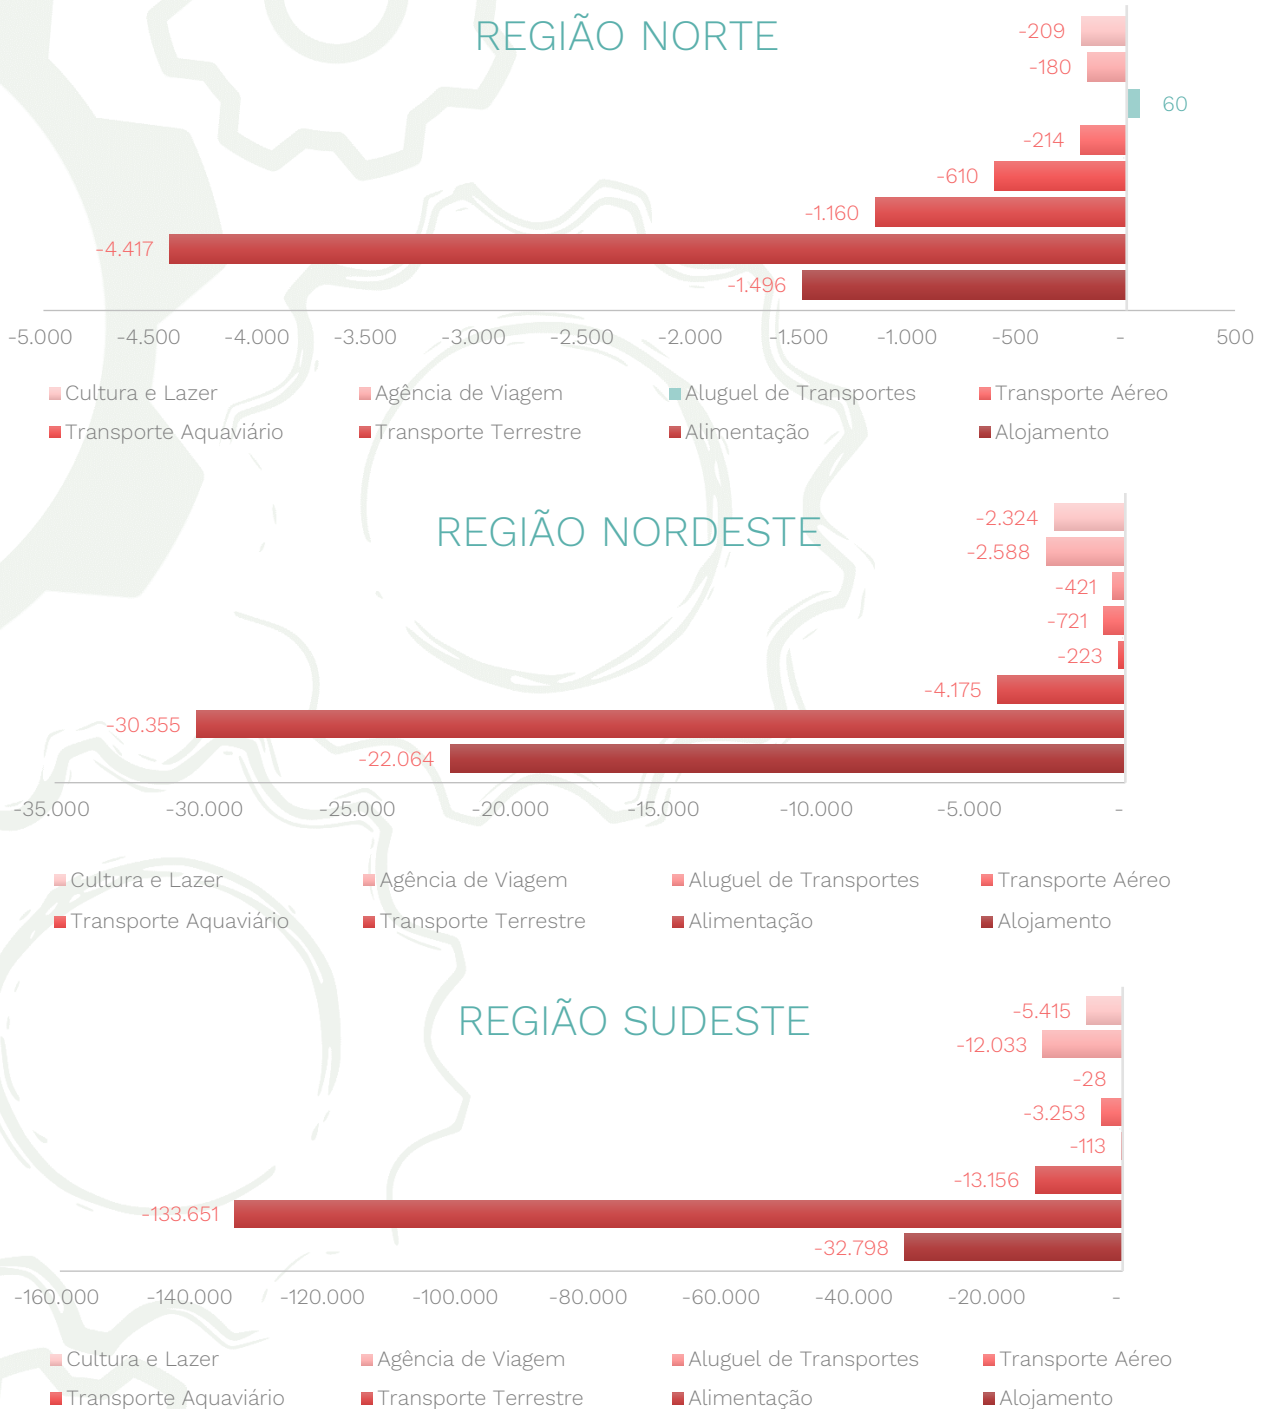 REGIÃO NORTE
-209
-180
60
-214
-610
-1.160
-4.417
-1.496
-5.000 -4.500 -4.000 -3.500 -3.000 -2.500 -2.000 -1.500 -1.000 -500 - 500
Cultura e Lazer Agência de Viagem Aluguel de Transportes Transporte Aéreo
Transporte Aquaviário Transporte Terrestre Alimentação Alojamento
REGIÃO NORDESTE
-2.324
-2.588
-421
-721
-223
-4.175
-30.355
-22.064
-35.000 -30.000 -25.000 -20.000 -15.000 -10.000 -5.000 -
Cultura e Lazer Agência de Viagem Aluguel de Transportes Transporte Aéreo
Transporte Aquaviário Transporte Terrestre Alimentação Alojamento
REGIÃO SUDESTE
-5.415
-12.033
-28
-3.253
-113
-13.156
-133.651
-32.798
-160.000 -140.000 -120.000 -100.000 -80.000 -60.000 -40.000 -20.000 -
Cultura e Lazer Agência de Viagem Aluguel de Transportes Transporte Aéreo
Transporte Aquaviário Transporte Terrestre Alimentação Alojamento